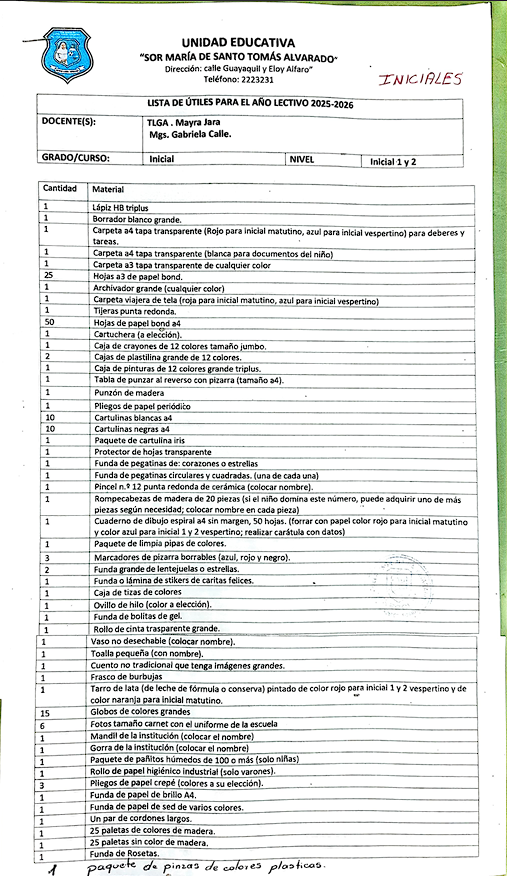 UNIDAD EDUCATIVA
"SOR MARÍA DE SANTO TOMÁS ALVARADO"
Dirección: calle Guayaquil y Eloy Alfaro"
Teléfono: 2223231
INICIALES
LISTA DE ÚTILES PARA EL AÑO LECTIVO 2025-2026
DOCENTE(S): TLGA . Mayra Jara
Mgs. Gabriela Calle.
GRADO/CURSO: Inicial NIVEL Inicial 1 y 2
Cantidad Material
1 Lápiz HB triplus
1 Borrador blanco grande.
1 Carpeta a4 tapa transparente (Rojo para inicial matutino, azul para inicial vespertino) para deberes y
tareas.
1 Carpeta a4 tapa transparente (blanca para documentos del niño)
1 Carpeta a3 tapa transparente de cualquier color
25 Hojas a3 de papel bond.
1 Archivador grande (cualquier color)
1 Carpeta viajera de tela (roja para inicial matutino, azul para inicial vespertino)
1 Tijeras punta redonda.
50 Hojas de papel bond a4
1 Cartuchera (a elección).
1 Caja de crayones de 12 colores tamaño jumbo.
2 Cajas de plastilina grande de 12 colores.
1 Caja de pinturas de 12 colores grande triplus.
1 Tabla de punzar al reverso con pizarra (tamaño a4).
1 Punzón de madera
1 Pliegos de papel periódico
10 Cartulinas blancas a4
10 Cartulinas negras a4
1 Paquete de cartulina iris
1 Protector de hojas transparente
1 Funda de pegatinas de: corazones o estrellas
1 Funda de pegatinas circulares y cuadradas. (una de cada una)
1 Pincel n.º 12 punta redonda de cerámica (colocar nombre).
1 Rompecabezas de madera de 20 piezas (si el niño domina este número, puede adquirir uno de más
piezas según necesidad; colocar nombre en cada pieza)
1 Cuaderno de dibujo espiral a4 sin margen, 50 hojas. (forrar con papel color rojo para inicial matutino
y color azul para inicial 1 y 2 vespertino; realizar carátula con datos)
1 Paquete de limpia pipas de colores.
3 Marcadores de pizarra borrables (azul, rojo y negro).
2 Funda grande de lentejuelas o estrellas.
1 Funda o lámina de stikers de caritas felices.
1 Caja de tizas de colores
1 Ovillo de hilo (color a elección).
1 Funda de bolitas de gel.
1 Rollo de cinta trasparente grande.
1 Vaso no desechable (colocar nombre).
1 Toalla pequeña (con nombre).
1 Cuento no tradicional que tenga imágenes grandes.
1 Frasco de burbujas
1 Tarro de lata (de leche de fórmula o conserva) pintado de color rojo para inicial 1 y 2 vespertino y de
color naranja para inicial matutino.
15 Globos de colores grandes
6 Fotos tamaño carnet con el uniforme de la escuela
1 Mandil de la institución (colocar el nombre)
1 Gorra de la institución (colocar el nombre)
1 Paquete de pañitos húmedos de 100 o más (solo niñas)
1 Rollo de papel higiénico industrial (solo varones).
3 Pliegos de papel crepé (colores a su elección).
1 Funda de papel de brillo A4.
1 Funda de papel de sed de varios colores.
1 Un par de cordones largos.
1 25 paletas de colores de madera.
1 25 paletas sin color de madera.
1 Funda de Rosetas.
1 paquete de pinzas de colores plasticas.